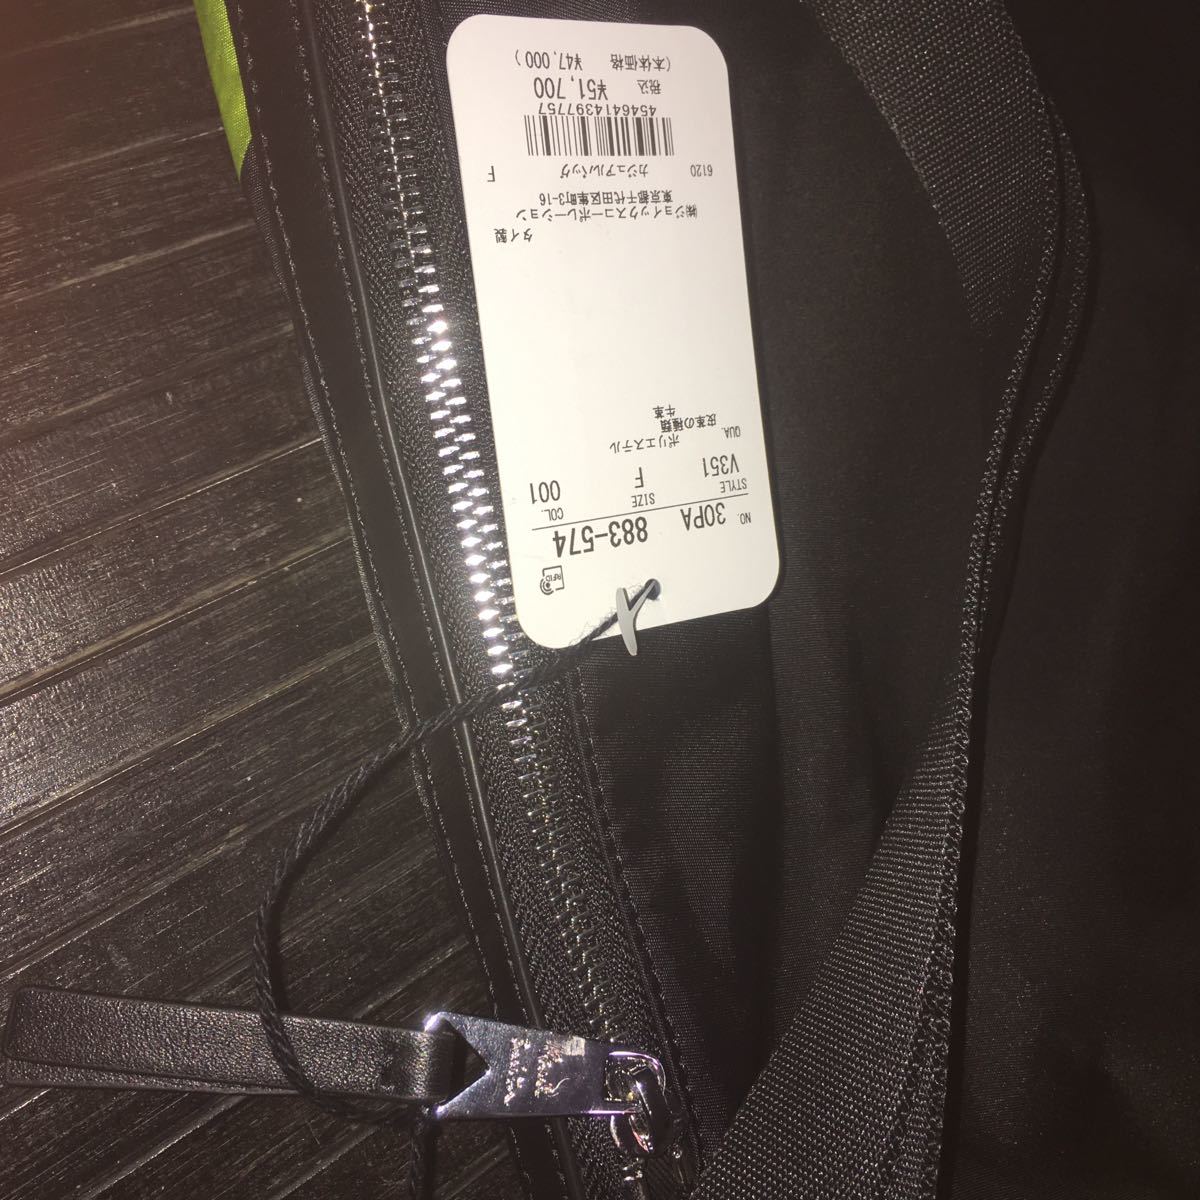 RFID
NO. 30PA 883-574
STYLE V351 SIZE F COL. 001
QUA. ポリエステル
皮革の種類
牛革
タイ製
㈱ジョイックスコーポレーション
東京都千代田区隼町3-16
6120 カジュアルバッグ F
4546414397757
税込 ¥51,700
(本体価格 ¥47,000)